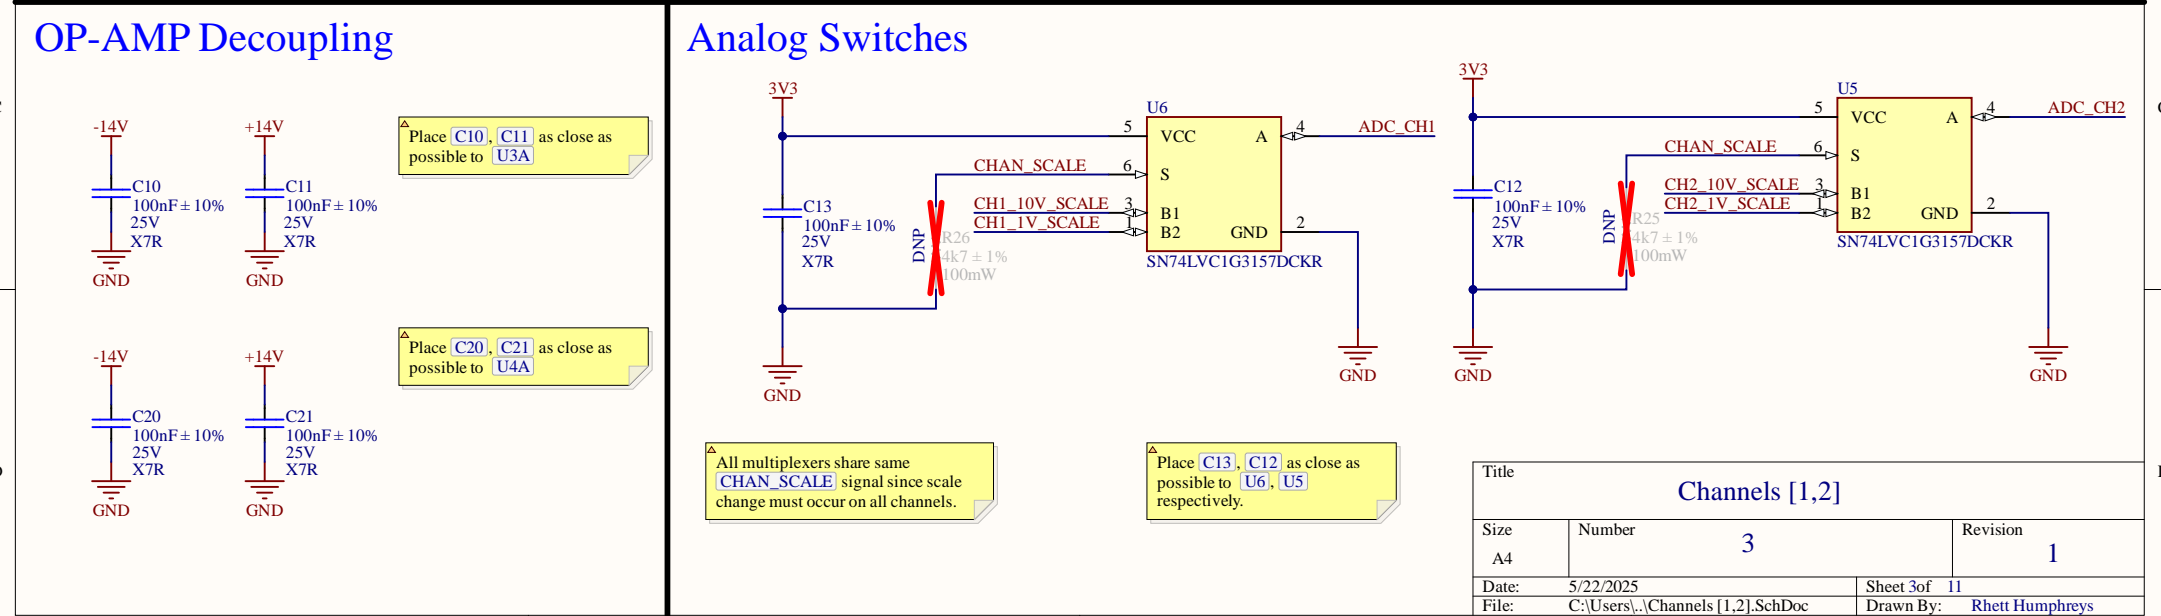 OP-AMP Decoupling
-14V
+14V
C10
100nF ± 10%
25V
X7R
GND
C11
100nF ± 10%
25V
X7R
GND
Place C10, C11 as close as
possible to U3A
-14V
+14V
C20
100nF ± 10%
25V
X7R
GND
C21
100nF ± 10%
25V
X7R
GND
Place C20, C21 as close as
possible to U4A
Analog Switches
3V3
C13
100nF ± 10%
25V
X7R
GND
DNP
R26
4k7 ± 1%
100mW
CHAN_SCALE
CH1_10V_SCALE
CH1_1V_SCALE
U6
5
VCC
6
S
3
B1
1
B2
A
4
ADC_CH1
GND
2
SN74LVC1G3157DCKR
GND
3V3
C12
100nF ± 10%
25V
X7R
GND
DNP
R25
4k7 ± 1%
100mW
CHAN_SCALE
CH2_10V_SCALE
CH2_1V_SCALE
U5
5
VCC
6
S
3
B1
1
B2
A
4
ADC_CH2
GND
2
SN74LVC1G3157DCKR
GND
All multiplexers share same
CHAN_SCALE signal since scale
change must occur on all channels.
Place C13, C12 as close as
possible to U6, U5
respectively.
Title
Channels [1,2]
Size
A4
Number
3
Revision
1
Date:
5/22/2025
Sheet 3 of 11
File:
C:\Users\..\Channels [1,2].SchDoc
Drawn By:
Rhett Humphreys